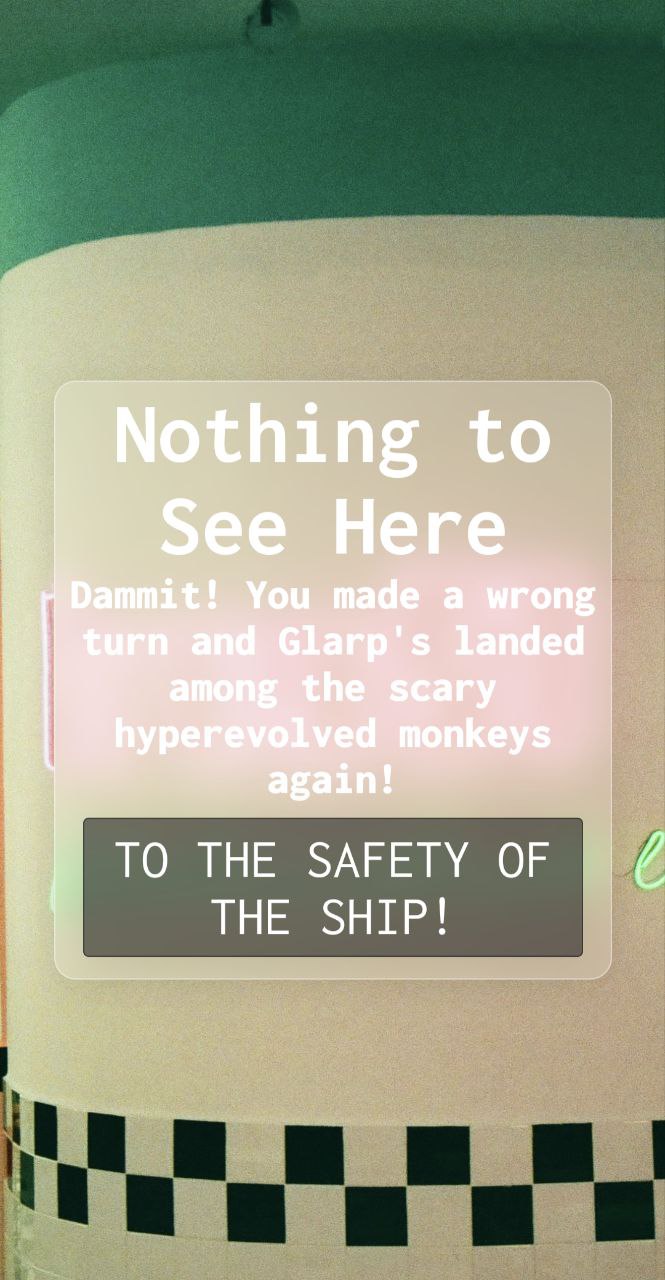 Nothing to
See Here
Dammit! You made a wrong
turn and Glarp's landed
among the scary
hyperevolved monkeys
again!
TO THE SAFETY OF
THE SHIP!